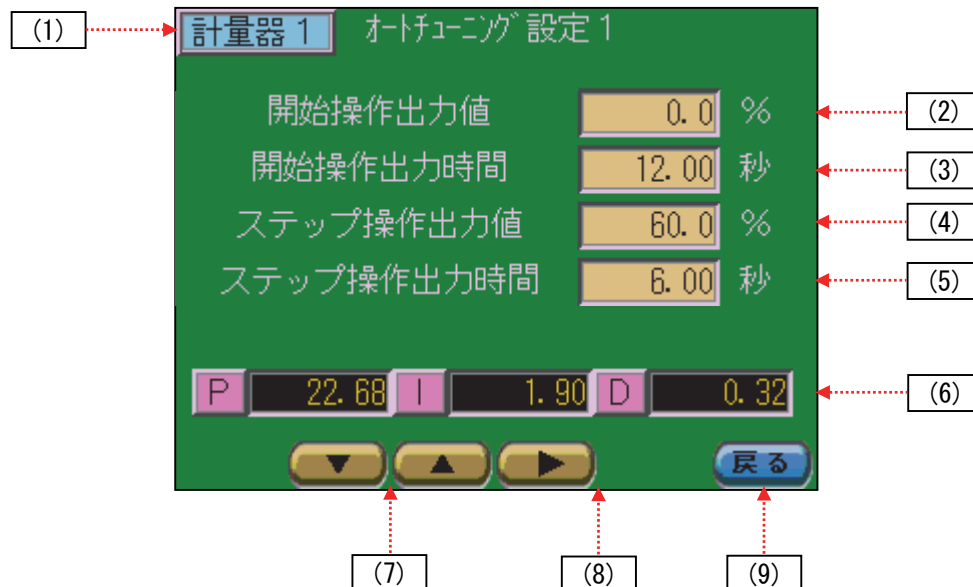 (1)
計量器 1 オートチューニング 設定 1
開始操作出力値 0.0 % (2)
開始操作出力時間 12.00 秒 (3)
ステップ操作出力値 60.0 % (4)
ステップ操作出力時間 6.00 秒 (5)
P 22.68 I 1.90 D 0.32 (6)
▼ ▲ ▶ 戻る
(7) (8) (9)